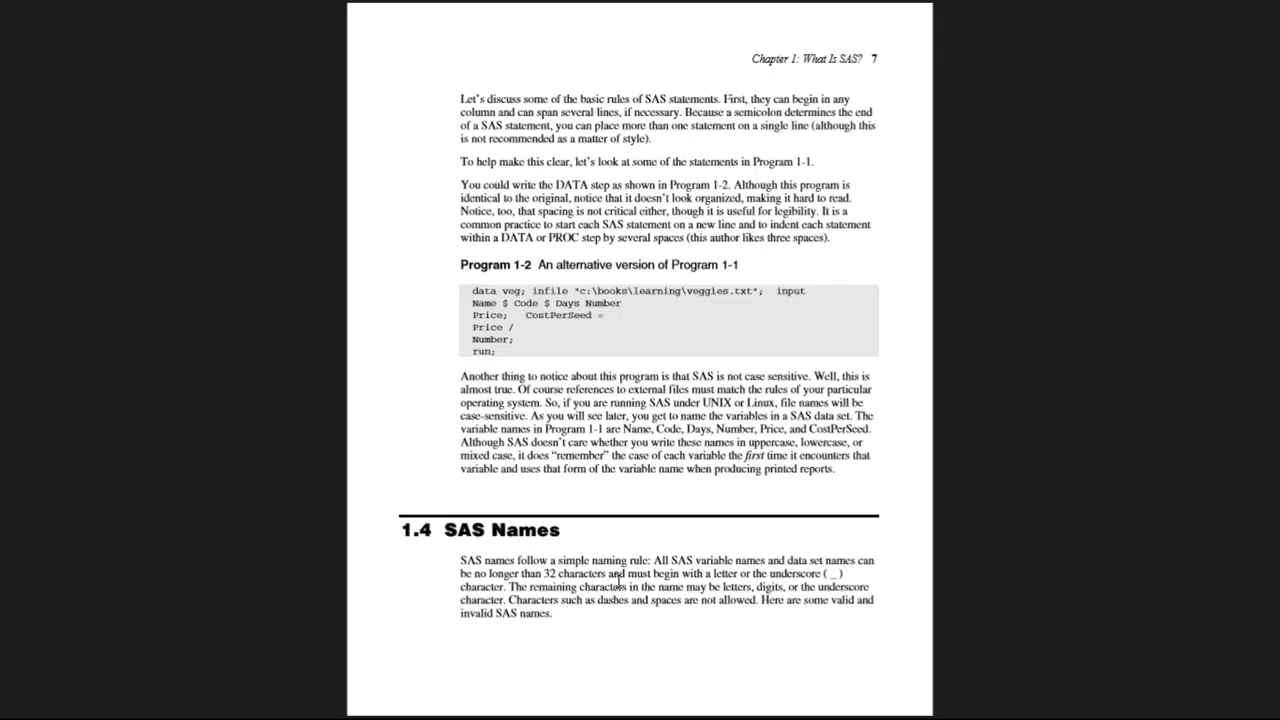 Chapter 1: What Is SAS? 7
Let's discuss some of the basic rules of SAS statements. First, they can begin in any
column and can span several lines, if necessary. Because a semicolon determines the end
of a SAS statement, you can place more than one statement on a single line (although this
is not recommended as a matter of style).
To help make this clear, let's look at some of the statements in Program 1-1.
You could write the DATA step as shown in Program 1-2. Although this program is
identical to the original, notice that it doesn't look organized, making it hard to read.
Notice, too, that spacing is not critical either, though it is useful for legibility. It is a
common practice to start each SAS statement on a new line and to indent each statement
within a DATA or PROC step by several spaces (this author likes three spaces).
Program 1-2 An alternative version of Program 1-1
data veg; infile "c:\books\learning\veggies.txt"; input
Name $ Code $ Days Number
Price; CostPerSeed =
Price /
Number;
run;
Another thing to notice about this program is that SAS is not case sensitive. Well, this is
almost true. Of course references to external files must match the rules of your particular
operating system. So, if you are running SAS under UNIX or Linux, file names will be
case-sensitive. As you will see later, you get to name the variables in a SAS data set. The
variable names in Program 1-1 are Name, Code, Days, Number, Price, and CostPerSeed.
Although SAS doesn't care whether you write these names in uppercase, lowercase, or
mixed case, it does "remember" the case of each variable the first time it encounters that
variable and uses that form of the variable name when producing printed reports.
1.4 SAS Names
SAS names follow a simple naming rule: All SAS variable names and data set names can
be no longer than 32 characters and must begin with a letter or the underscore ( _ )
character. The remaining characters in the name may be letters, digits, or the underscore
character. Characters such as dashes and spaces are not allowed. Here are some valid and
invalid SAS names.